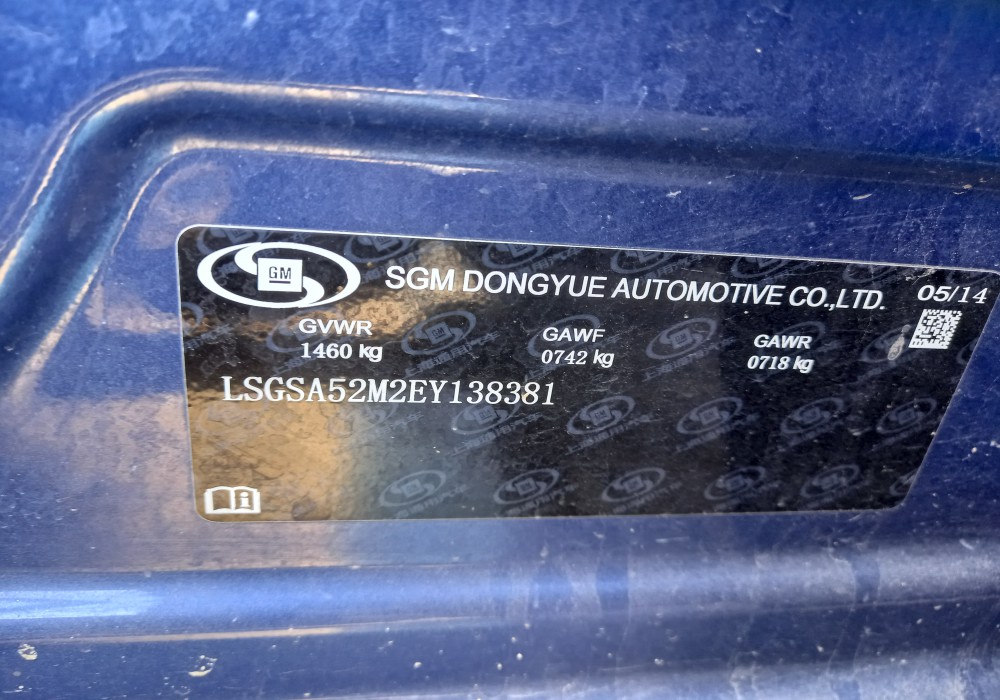 GM
SGM DONGYUE AUTOMOTIVE CO.,LTD.
05/14
GVWR
1460 kg
GAWF
0742 kg
GAWR
0718 kg
LSGSA52M2EY138381
i